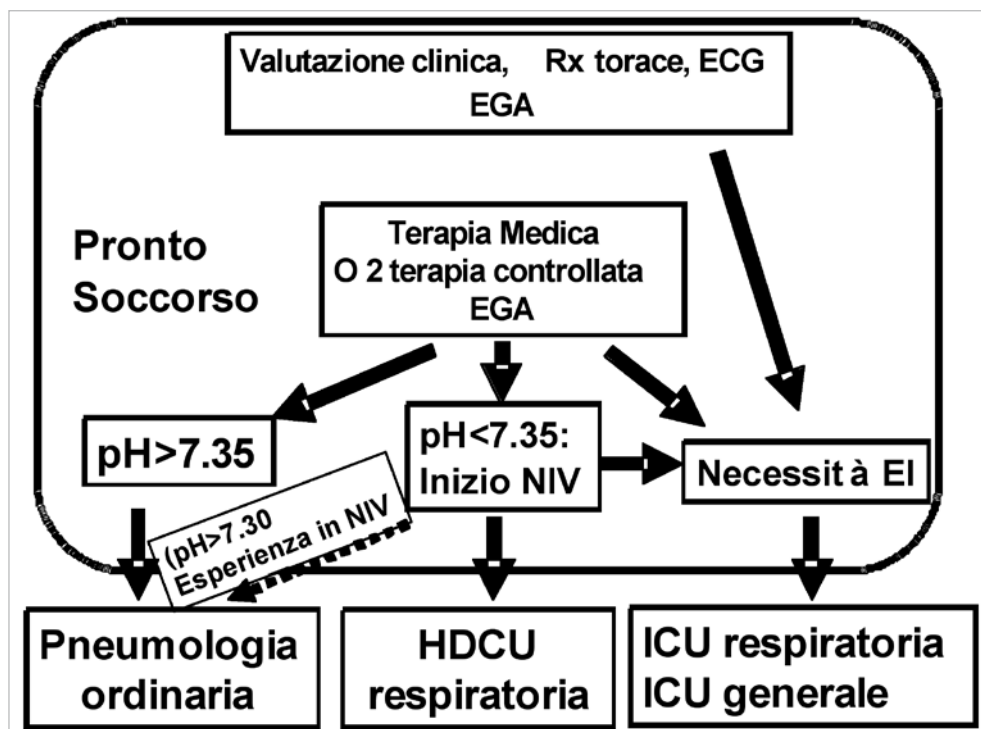 Valutazione clinica, Rx torace, ECG
EGA
Pronto
Soccorso
Terapia Medica
O 2 terapia controllata
EGA
pH>7.35
pH<7.35:
Inizio NIV
Necessit à EI
(pH>7.30
Esperienza in NIV
Pneumologia
ordinaria
HDCU
respiratoria
ICU respiratoria
ICU generale